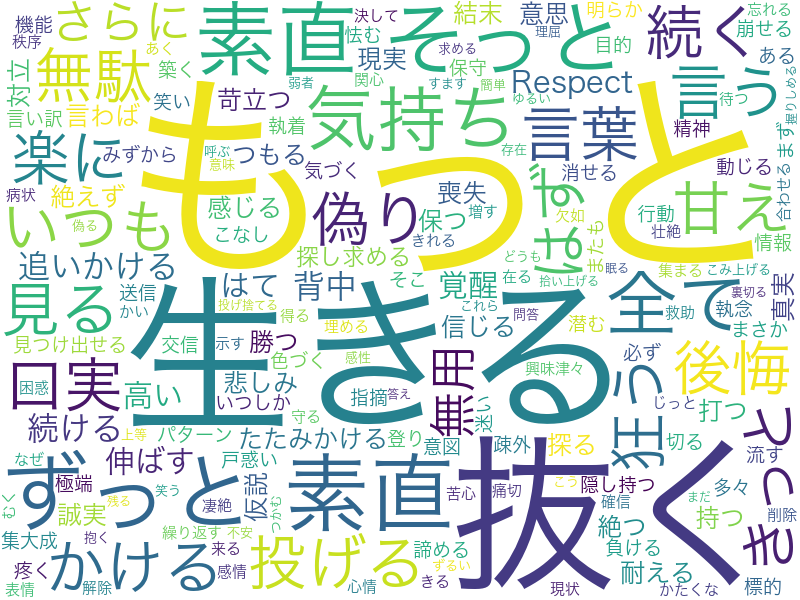 機能
決して
結末
意思
明らか
忘れる
さらに
素直
そっと
続く
秩序
あく
怯む
求める
理屈
崩せる
無駄
築く
現実
保守
目的
ある
対立
笑い
弱者
関心
すます
簡単
Respect
言う
待つ
まず
握りしめる
言い訳
言わば
苛立つ
気持ち
ゆるい
精神
もっと
言葉
執着
楽に
みずから
呼ぶ
つもる
気づく
存在
消せる
動じる
合わせる
病状
意味
はず
甘え
絶えず
感じる
偽り
喪失
増す
欠如
行動
いつも
こなし
保つ
きれる
またも
壮絶
情報
偽る
探し求める
どうも
追いかける
はて
背中
そこ
在る
眠る
集まる
こみ上げる
真実
見る
送信
かい
投げ捨てる
覚醒
拾い上げる
全て
裏切る
生きる
これら
潜む
救助
執念
得る
信じる
問答
まさか
見つけ出せる
交信
示す
埋める
勝つ
色づく
感性
興味津々
必ず
口実
困惑
高い
悲しみ
無用
狂う
後悔
いつしか
指摘
答え
迷い
じっと
打つ
続ける
上等
パターン
守る
たたみかける
登り
意図
疎外
探る
切る
流す
きっと
なぜ
伸ばす
戸惑い
ずっと
素直
抜く
極端
残る
笑う
凄絶
仮説
苦心
痛切
こう
隠し持つ
まだ
多々
むく
誠実
つかむ
確信
絶つ
持つ
集大成
繰り返す
不安
かける
投げる
諦める
負ける
削除
抱く
疼く
来る
感情
ずるい
耐える
標的
表情
解除
心情
きる
現状
かたくな